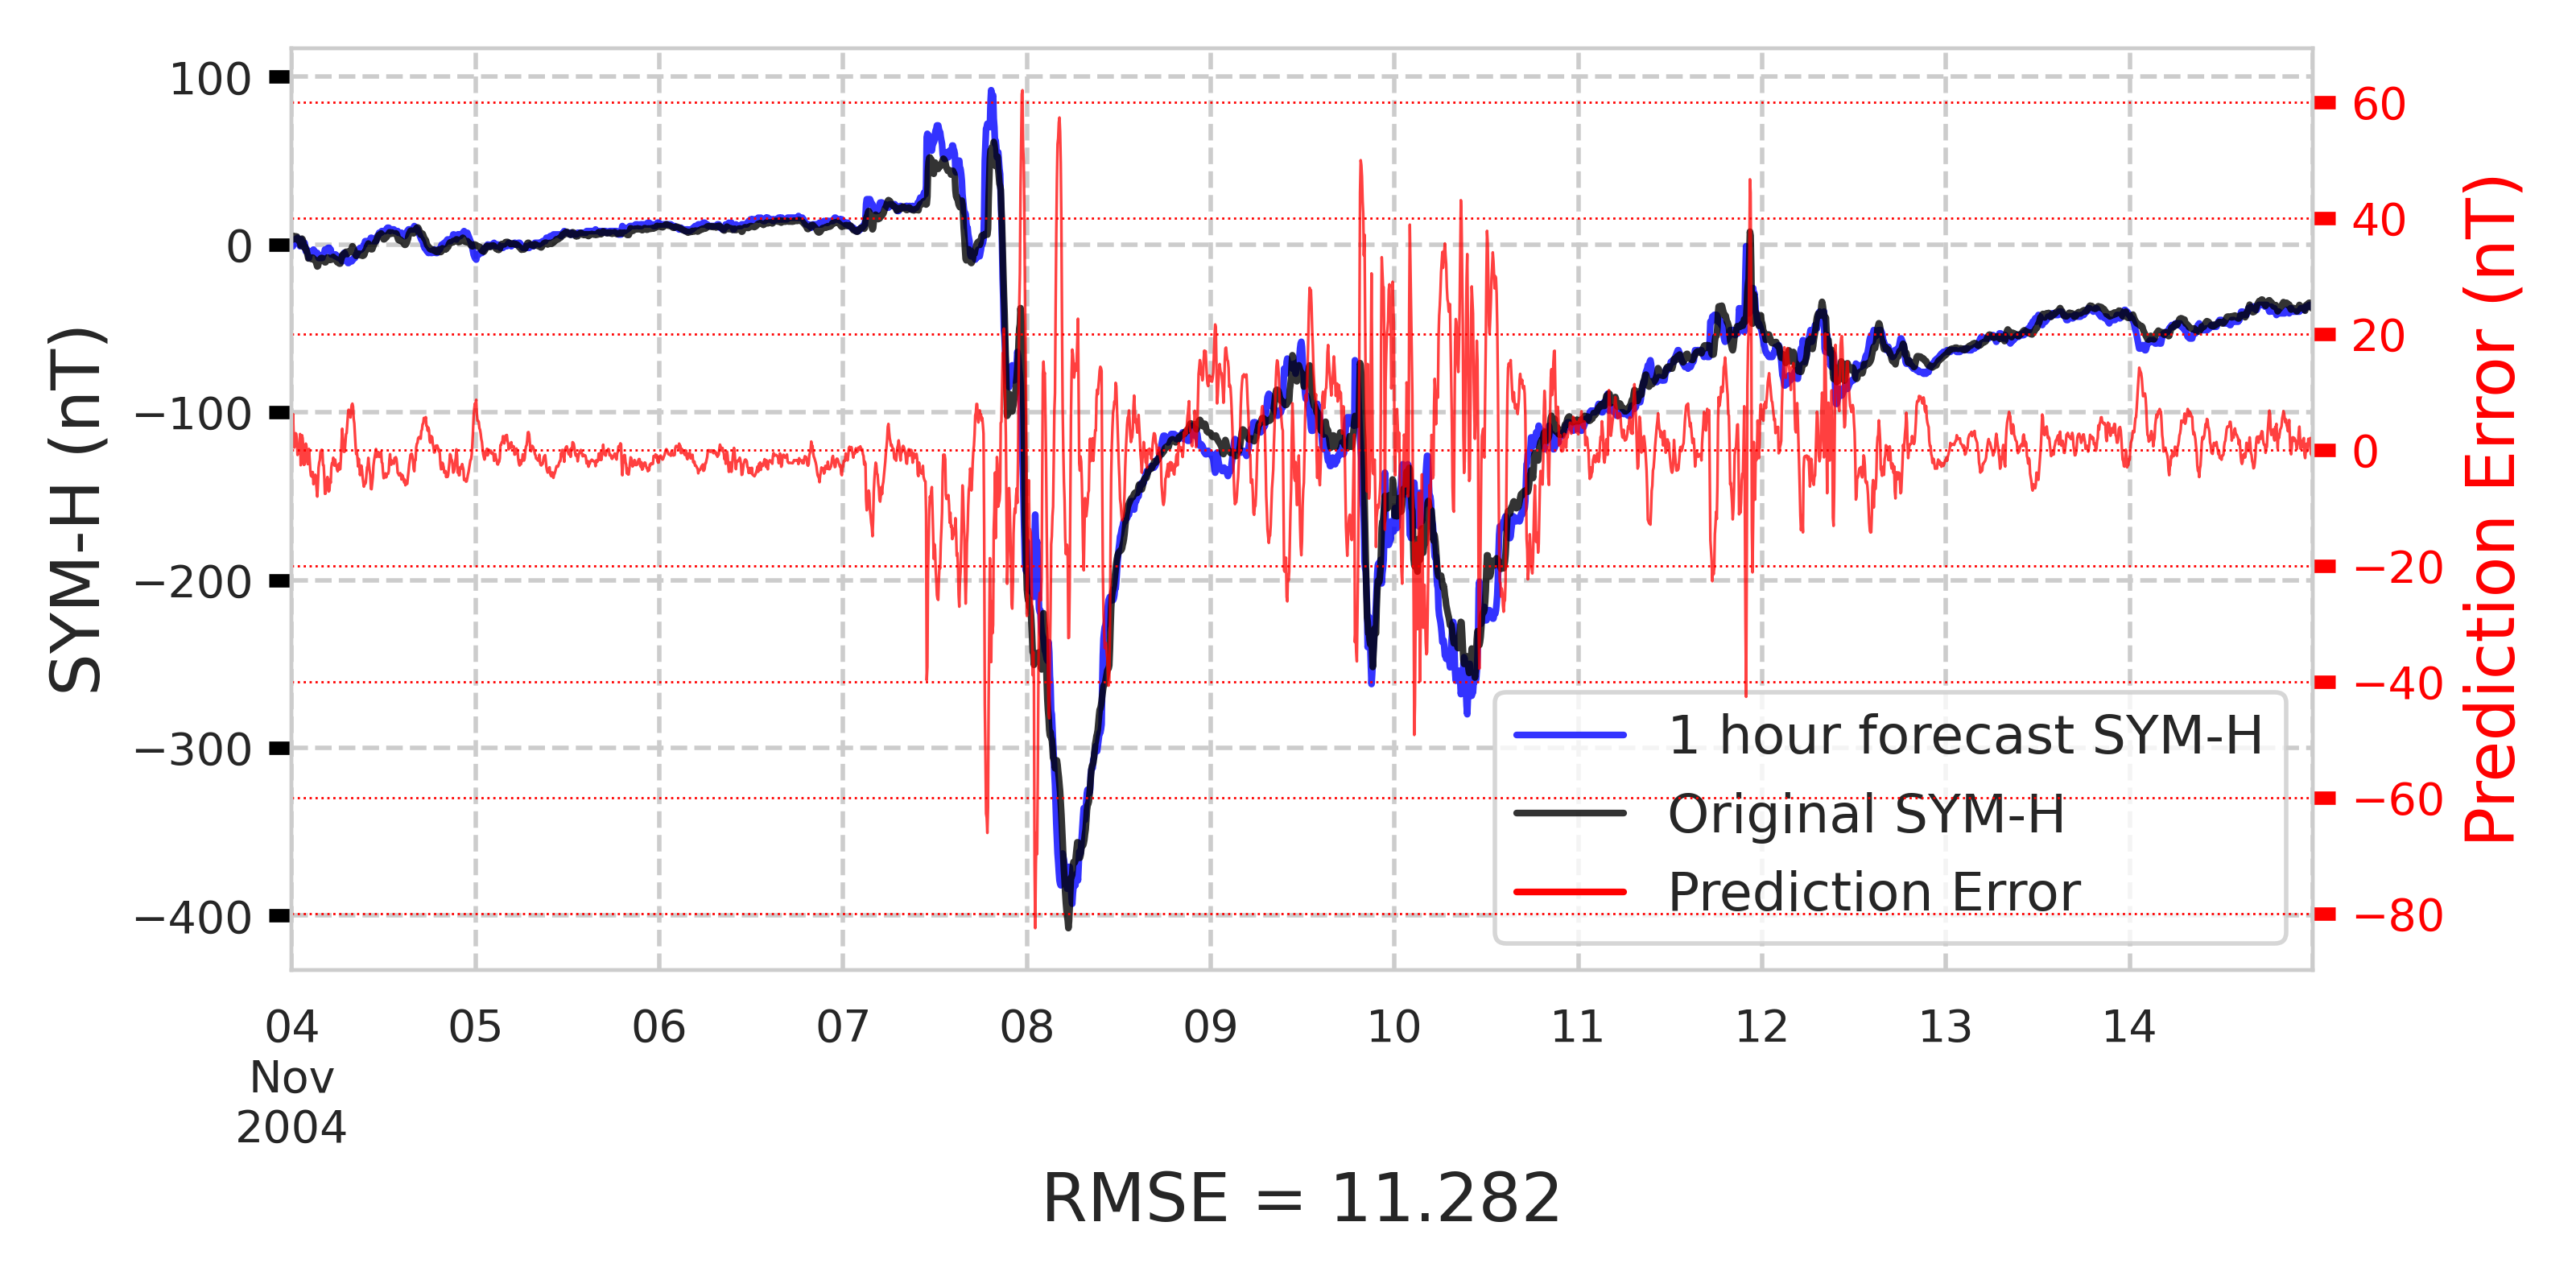 SYM-H (nT)
100
0
−100
−200
−300
−400
60
40
20
0
−20
−40
−60
−80
Prediction Error (nT)
1 hour forecast SYM-H
Original SYM-H
Prediction Error
04 05 06 07 08 09 10 11 12 13 14
Nov
2004
RMSE = 11.282